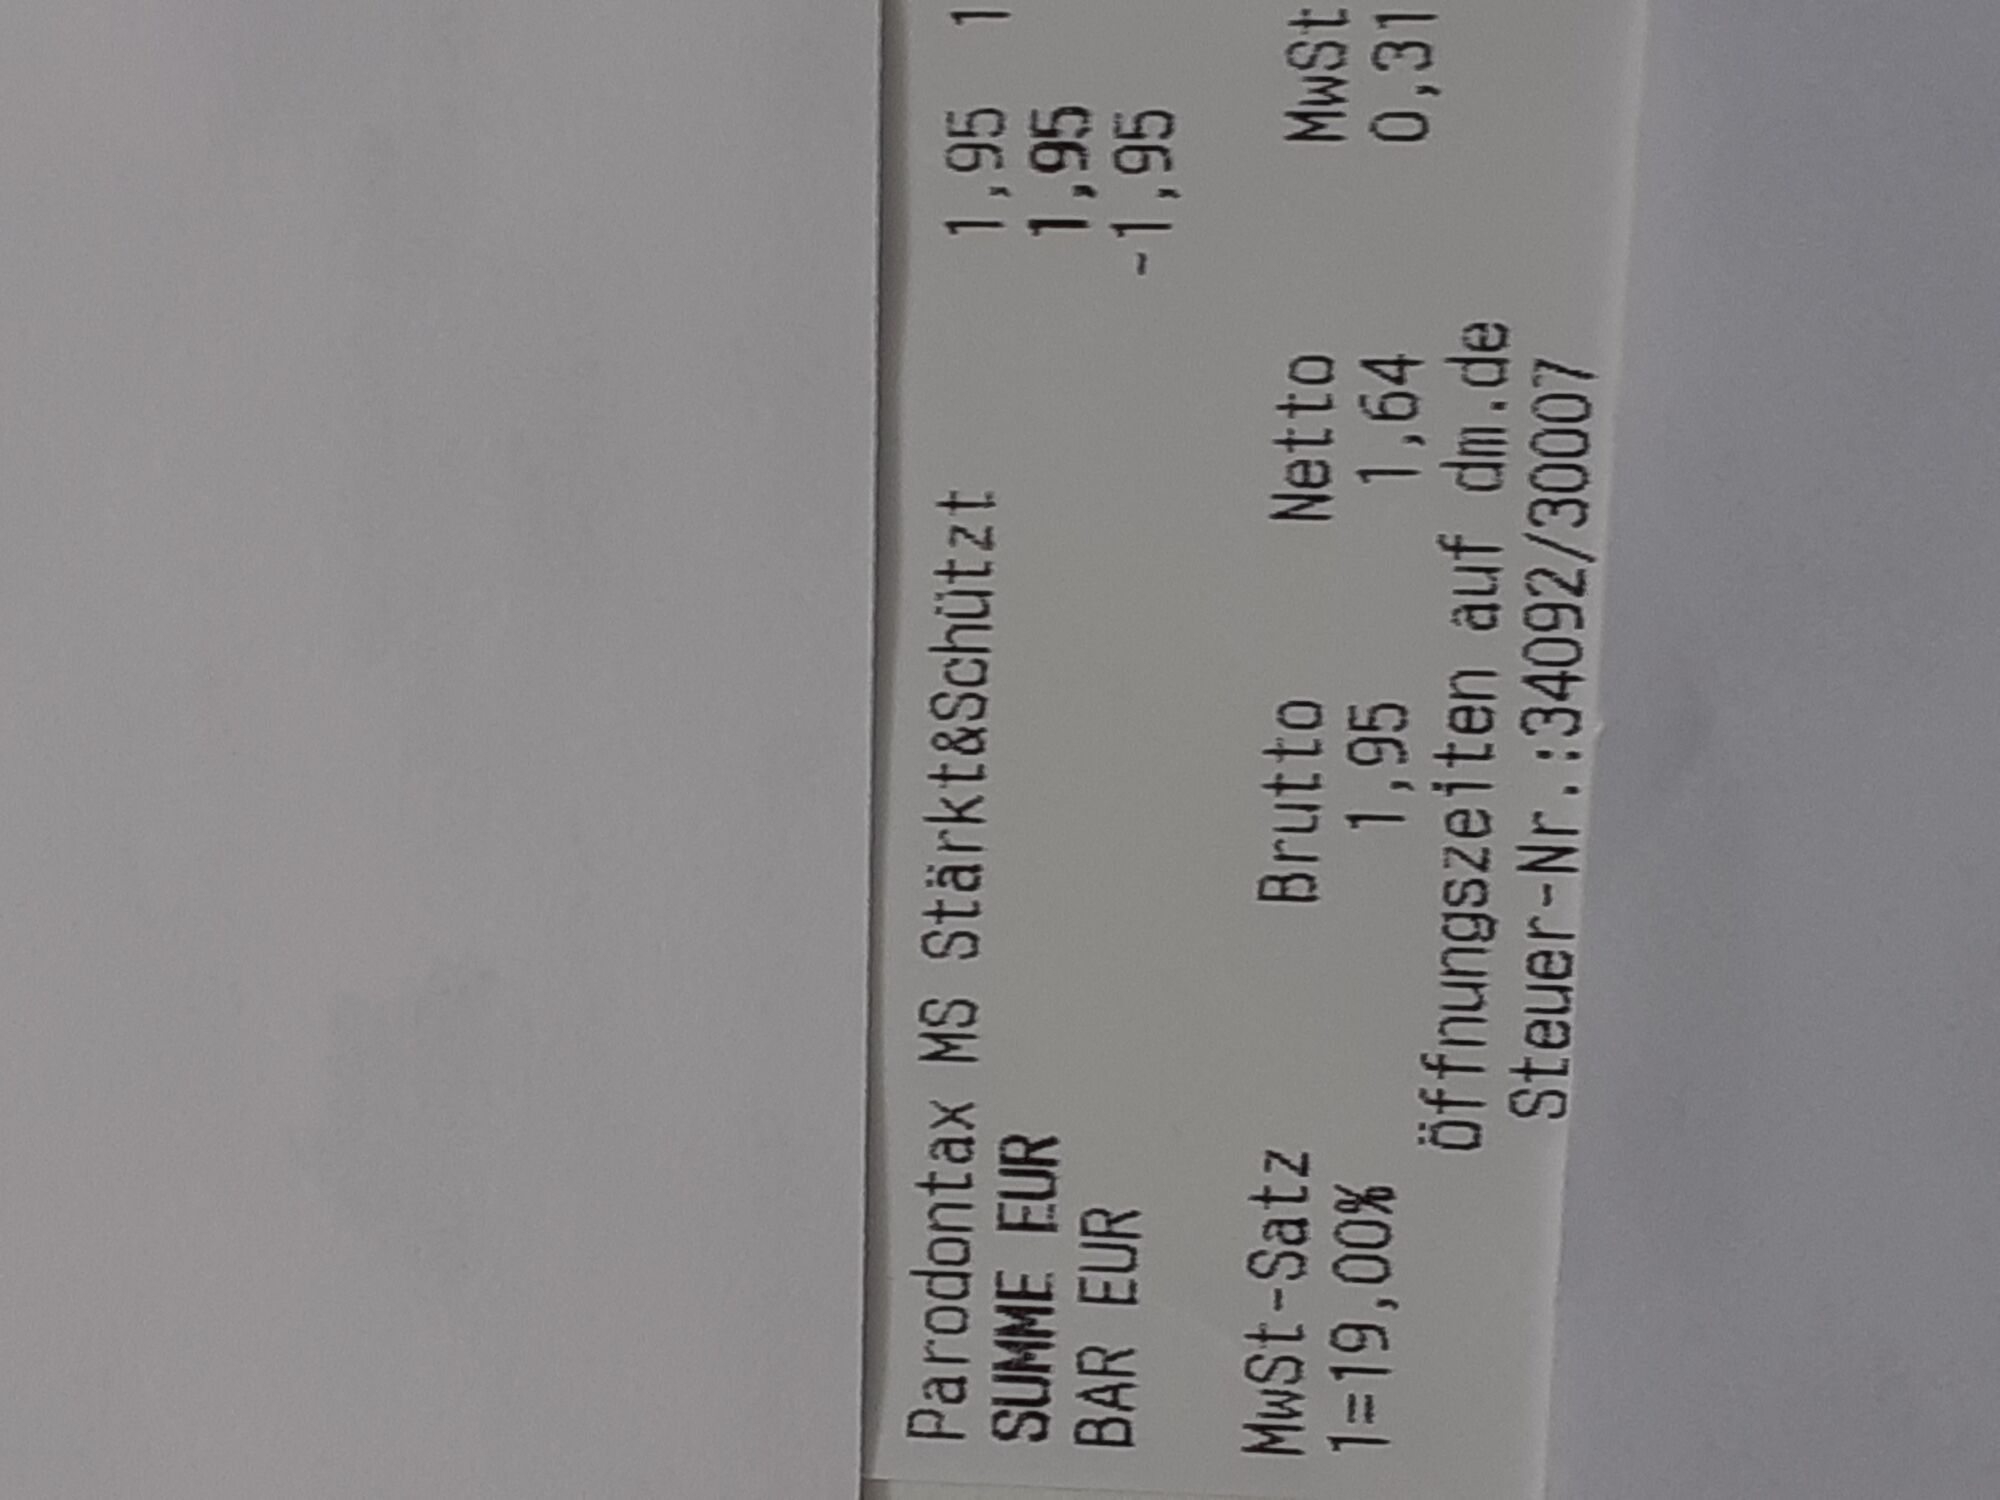 Parodontax MS Stärkt&Schützt 1,95 1
SUMME EUR 1,95
BAR EUR -1,95
MwSt-Satz Brutto Netto MwSt
1=19,00% 1,95 1,64 0,31
Öffnungszeiten auf dm.de
Steuer-Nr.:34092/30007